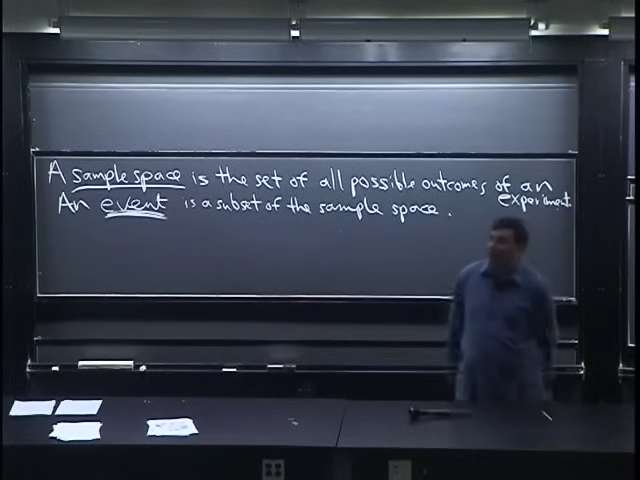 A sample space is the set of all possible outcomes of an experiment.
An event is a subset of the sample space.